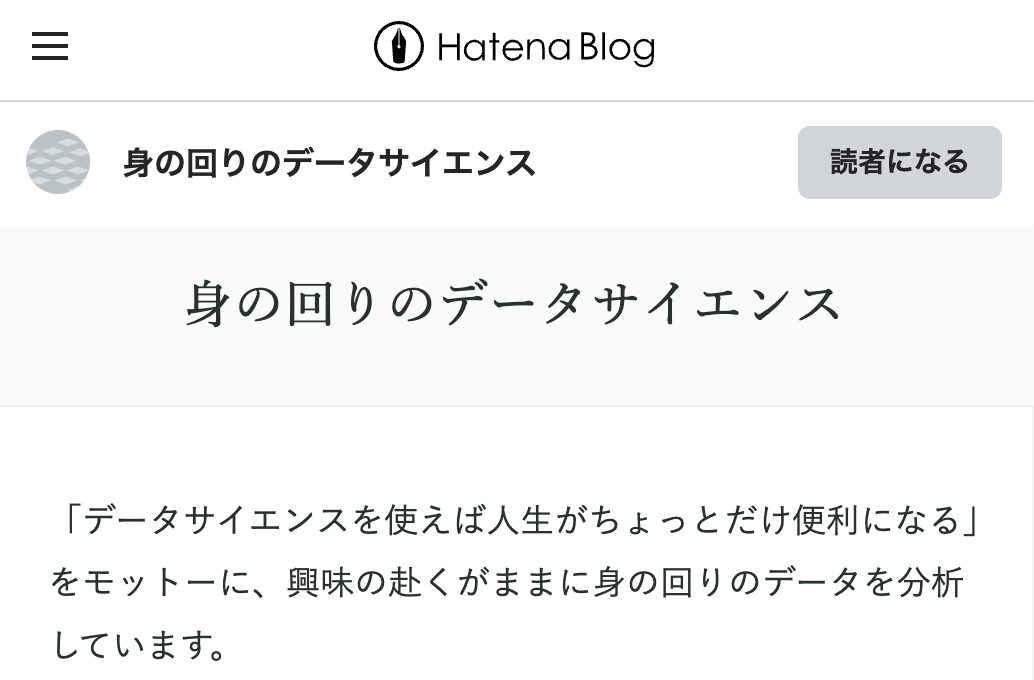 Hatena Blog
身の回りのデータサイエンス
読者になる
身の回りのデータサイエンス
「データサイエンスを使えば人生がちょっとだけ便利になる」
をモットーに、興味の赴くがままに身の回りのデータを分析
しています。